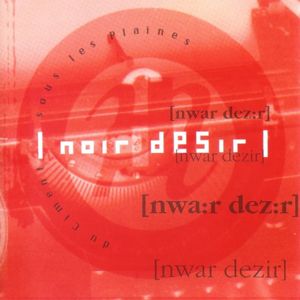 du Ciment sous les plaines
| noir desir |
[nwar dez:r]
[nwar dezir]
[nwa:r dez:r]
[nwar dezir]